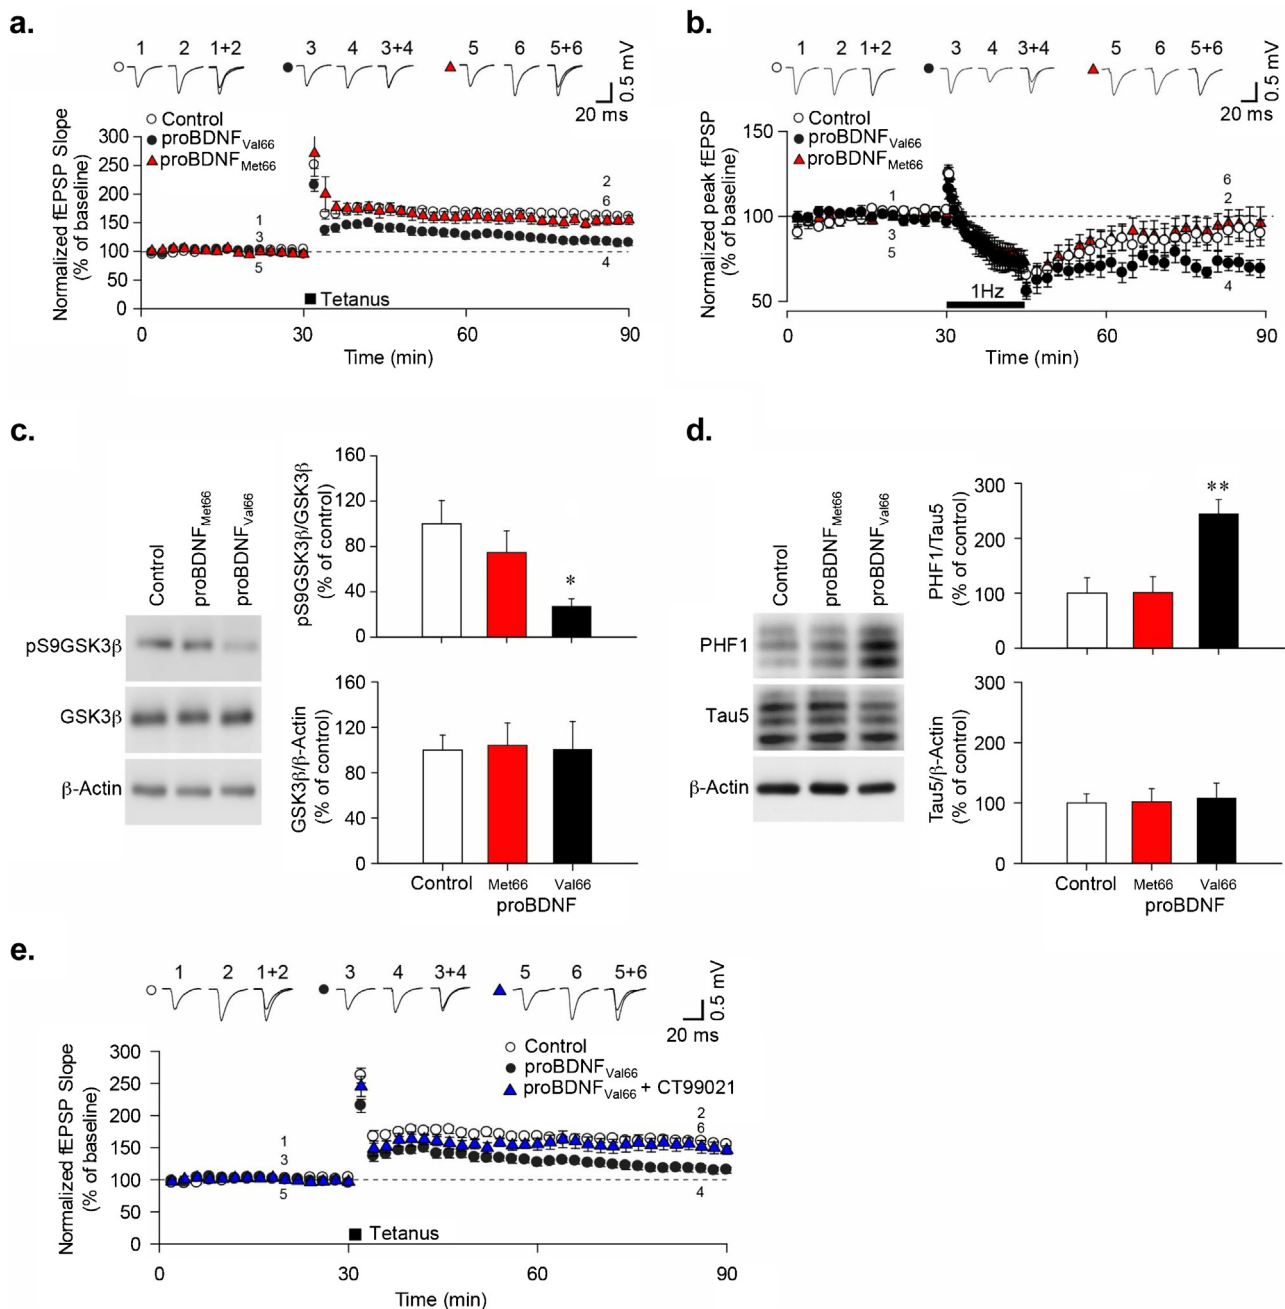 a.
1 2 1+2 3 4 3+4 5 6 5+6
0.5 mV
20 ms
Control
proBDNFVal66
proBDNFMet66
Normalized fEPSP Slope
(% of baseline)
300
250
200
150
100
50
0
1
3
5
2
6
4
Tetanus
0 30 60 90
Time (min)
b.
1 2 1+2 3 4 3+4 5 6 5+6
0.5 mV
20 ms
Control
proBDNFVal66
proBDNFMet66
Normalized peak fEPSP
(% of baseline)
150
100
50
1
3
5
6
2
4
1Hz
0 30 60 90
Time (min)
c.
Control
proBDNFMet66
proBDNFVal66
pS9GSK3β
GSK3β
β-Actin
pS9GSK3β/GSK3β
(% of control)
160
120
80
40
0
*
GSK3β/β-Actin
(% of control)
160
120
80
40
0
Control Met66 Val66
proBDNF
d.
Control
proBDNFMet66
proBDNFVal66
PHF1
Tau5
β-Actin
PHF1/Tau5
(% of control)
300
200
100
0
**
Tau5/β-Actin
(% of control)
300
200
100
0
Control Met66 Val66
proBDNF
e.
1 2 1+2 3 4 3+4 5 6 5+6
0.5 mV
20 ms
Control
proBDNFVal66
proBDNFVal66 + CT99021
Normalized fEPSP Slope
(% of baseline)
300
250
200
150
100
50
0
1
3
5
2
6
4
Tetanus
0 30 60 90
Time (min)